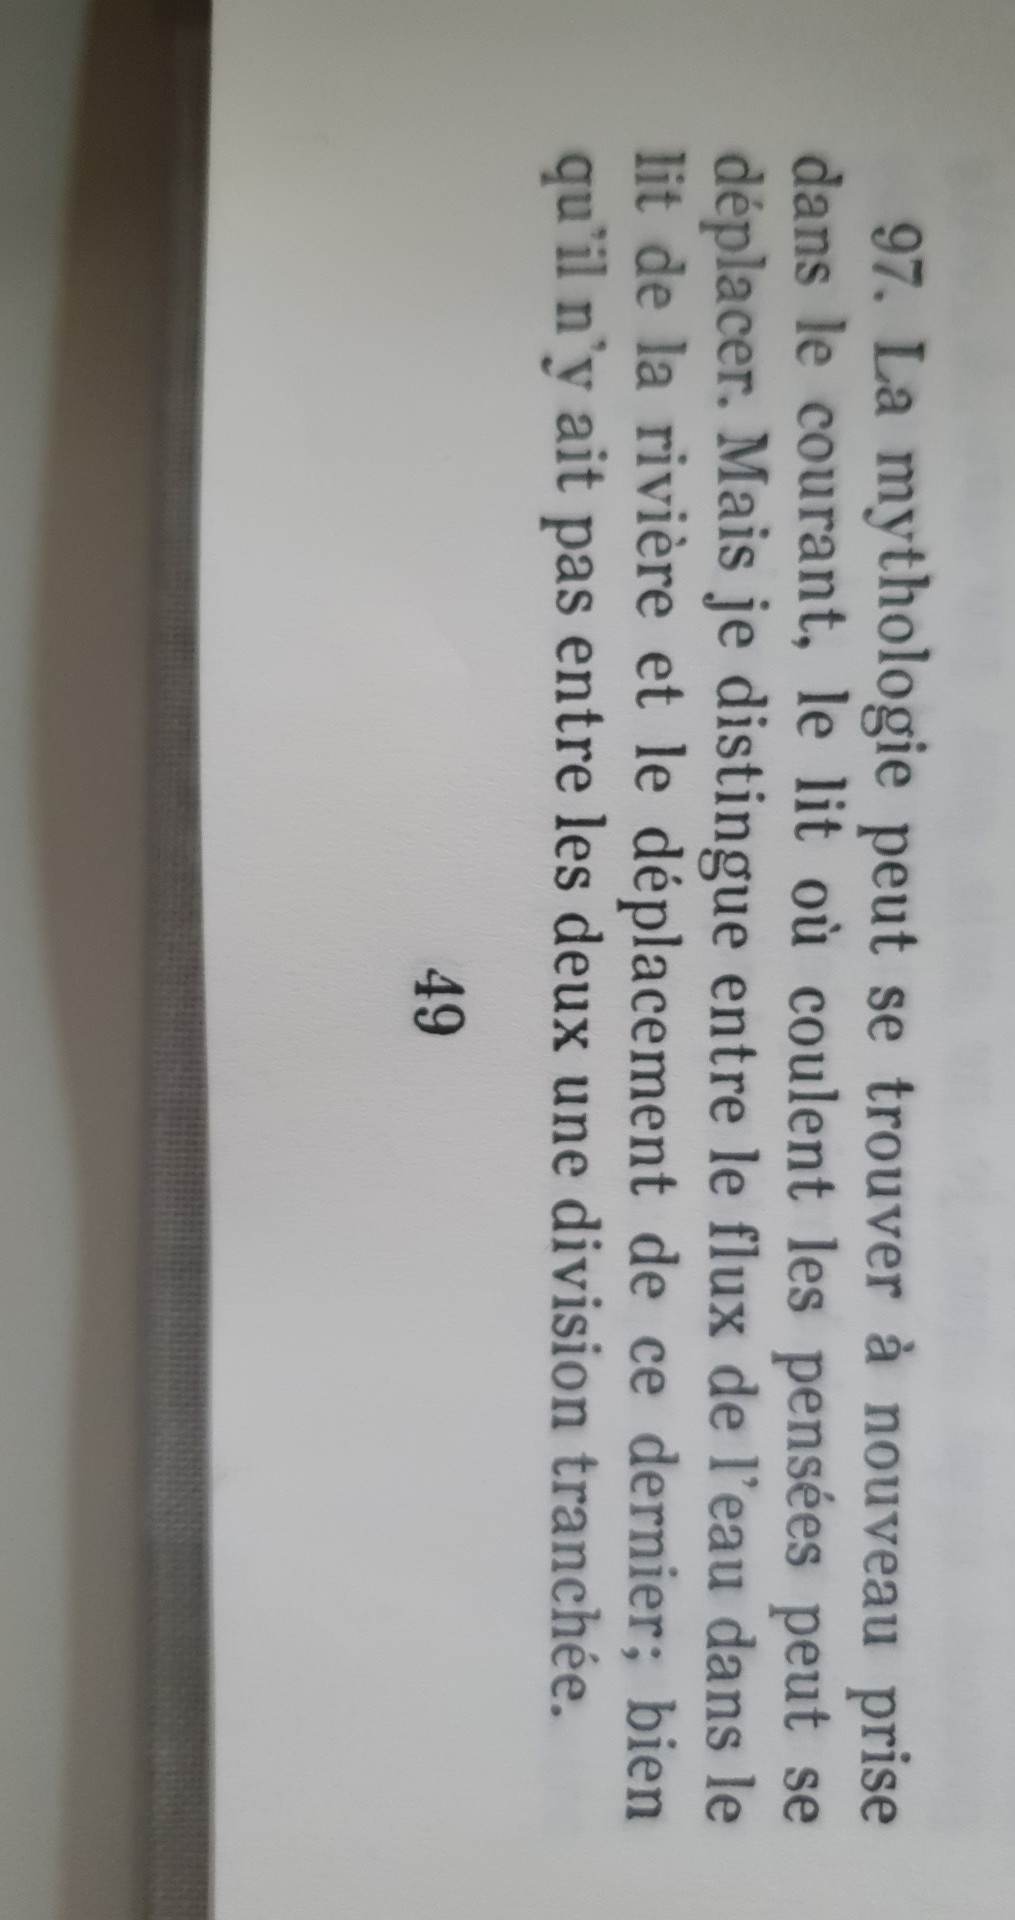 97. La mythologie peut se trouver à nouveau prise
dans le courant, le lit où coulent les pensées peut se
déplacer. Mais je distingue entre le flux de l'eau dans le
lit de la rivière et le déplacement de ce dernier; bien
qu'il n'y ait pas entre les deux une division tranchée.
49